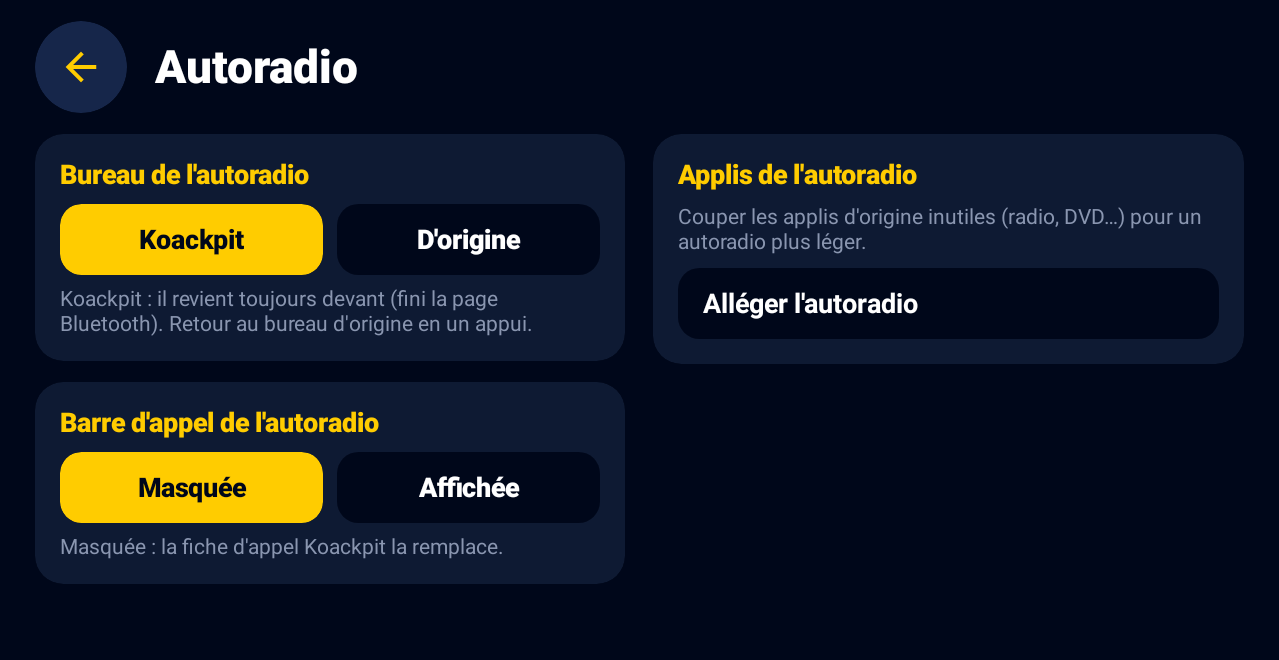 Autoradio
Bureau de l'autoradio
Koackpit
D'origine
Koackpit : il revient toujours devant (fini la page
Bluetooth). Retour au bureau d'origine en un appui.
Barre d'appel de l'autoradio
Masquée
Affichée
Masquée : la fiche d'appel Koackpit la remplace.
Applis de l'autoradio
Couper les applis d'origine inutiles (radio, DVD…) pour un
autoradio plus léger.
Alléger l'autoradio